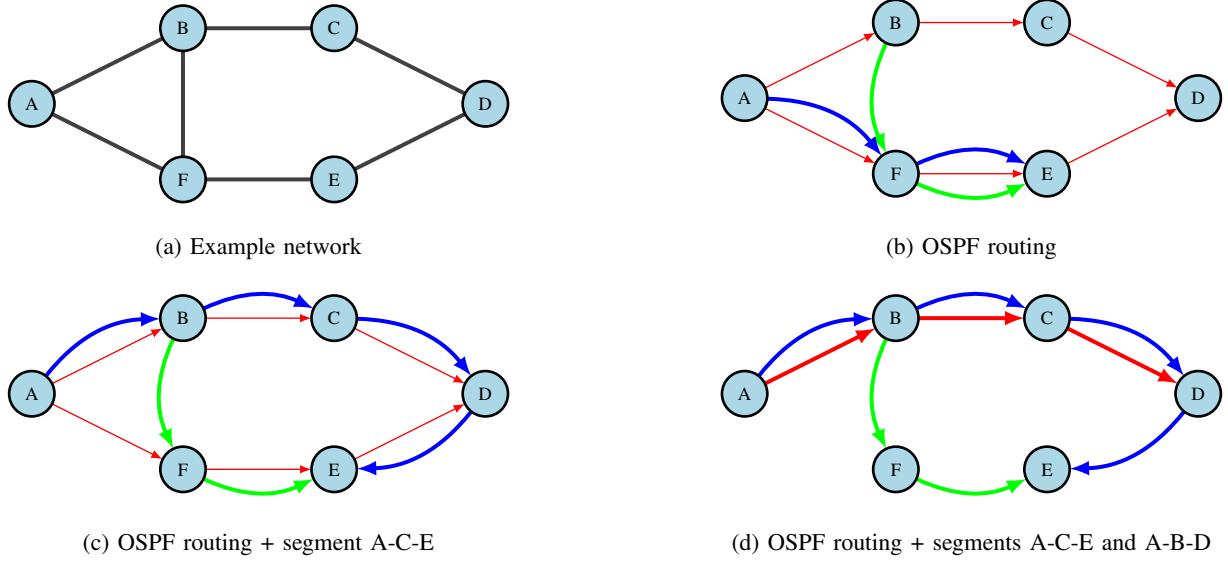 B C
A D
F E
(a) Example network
B C
A D
F E
(b) OSPF routing
B C
A D
F E
(c) OSPF routing + segment A-C-E
B C
A D
F E
(d) OSPF routing + segments A-C-E and A-B-D